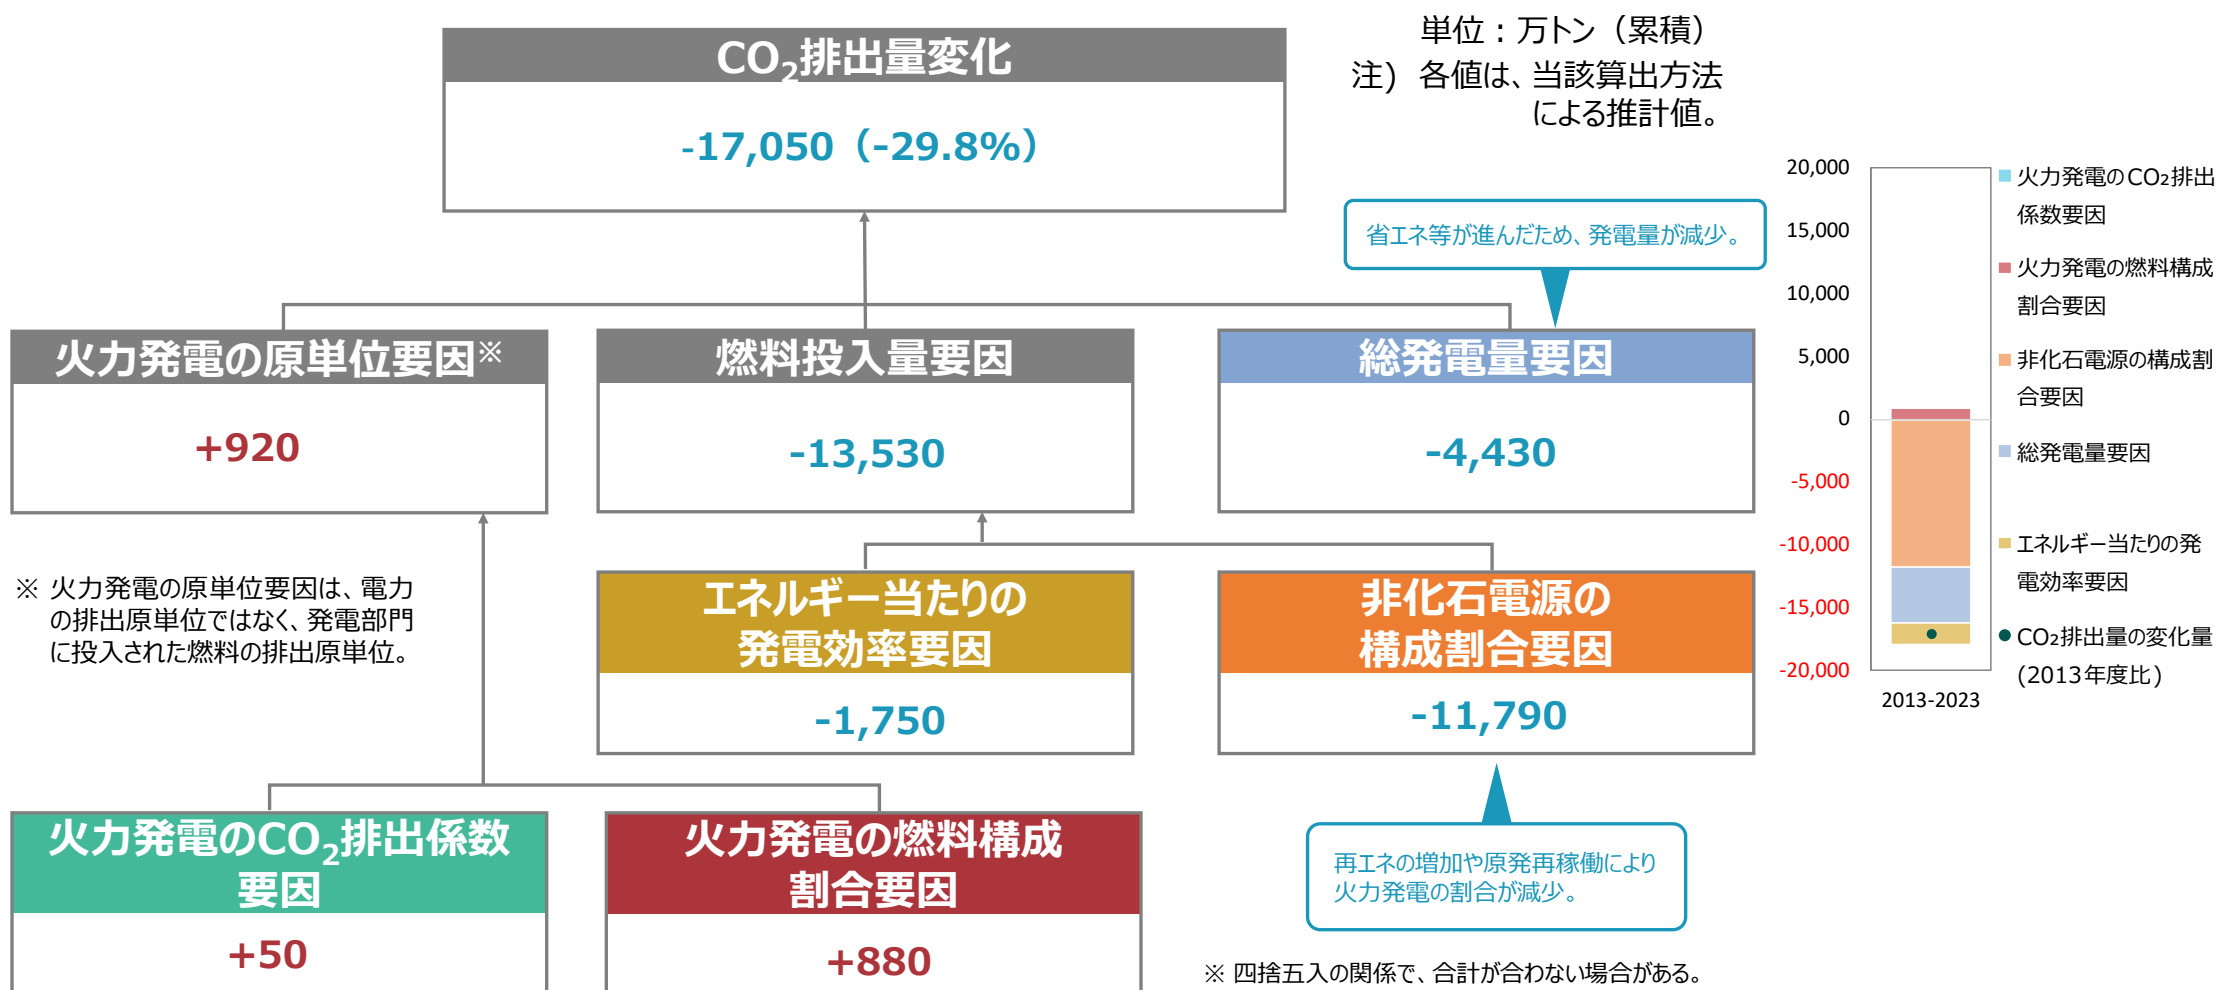 単位：万トン（累積）
注）各値は、当該算出方法
による推計値。
CO₂排出量変化
-17,050（-29.8%）
省エネ等が進んだため、発電量が減少。
火力発電の原単位要因※
+920
燃料投入量要因
-13,530
総発電量要因
-4,430
※ 火力発電の原単位要因は、電力
の排出原単位ではなく、発電部門
に投入された燃料の排出原単位。
エネルギー当たりの
発電効率要因
-1,750
非化石電源の
構成割合要因
-11,790
火力発電のCO₂排出係数
要因
+50
火力発電の燃料構成
割合要因
+880
再エネの増加や原発再稼働により
火力発電の割合が減少。
※ 四捨五入の関係で、合計が合わない場合がある。
20,000
15,000
10,000
5,000
0
-5,000
-10,000
-15,000
-20,000
2013-2023
火力発電のCO₂排出
係数要因
火力発電の燃料構成
割合要因
非化石電源の構成割
合要因
総発電量要因
エネルギー当たりの発
電効率要因
CO₂排出量の変化量
(2013年度比)